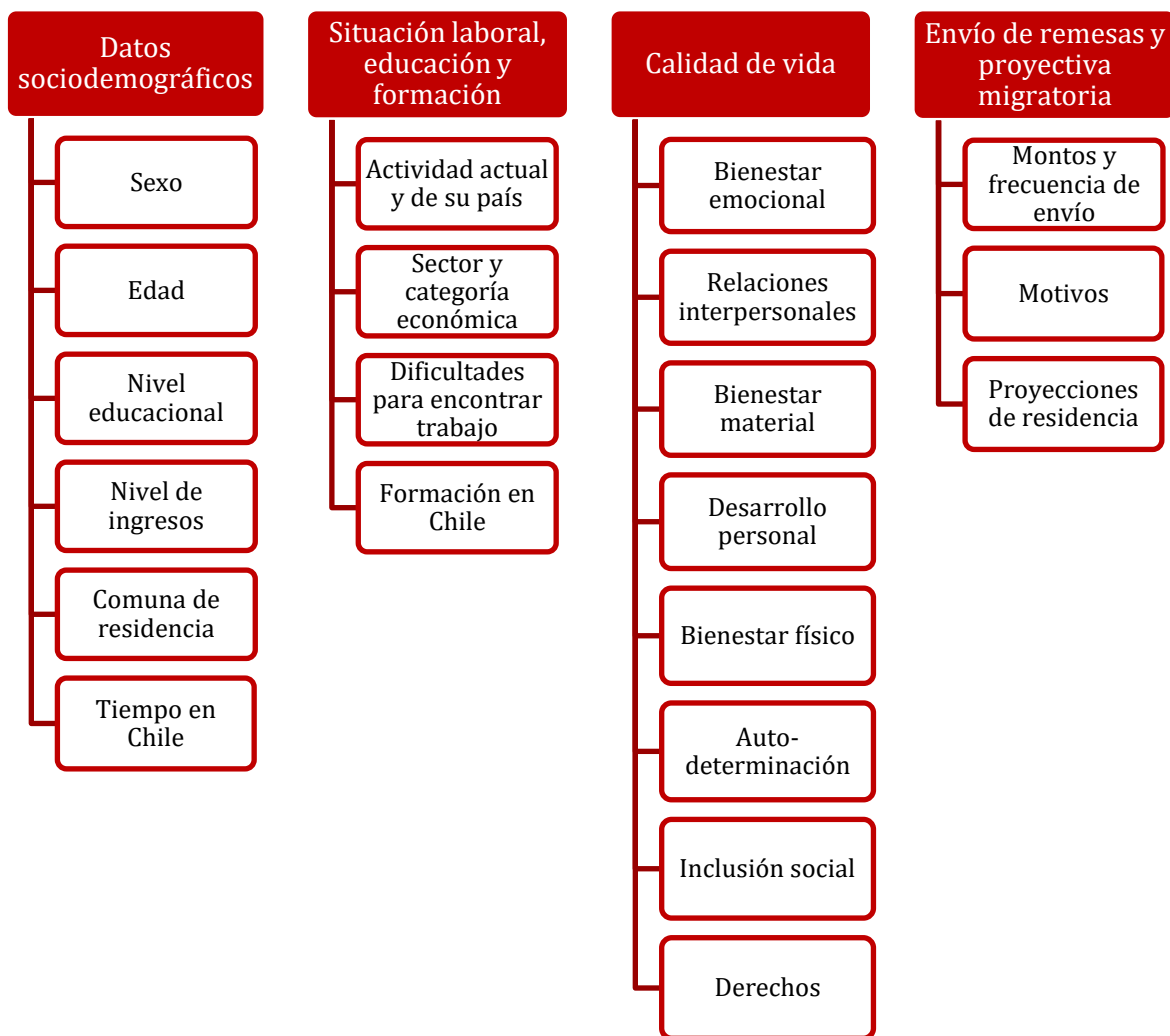 Datos
sociodemográficos
Sexo
Edad
Nivel
educacional
Nivel de
ingresos
Comuna de
residencia
Tiempo en
Chile
Situación laboral,
educación y
formación
Actividad actual
y de su país
Sector y
categoría
económica
Dificultades
para encontrar
trabajo
Formación en
Chile
Calidad de vida
Bienestar
emocional
Relaciones
interpersonales
Bienestar
material
Desarrollo
personal
Bienestar físico
Auto-
determinación
Inclusión social
Derechos
Envío de remesas y
proyectiva
migratoria
Montos y
frecuencia de
envío
Motivos
Proyecciones
de residencia